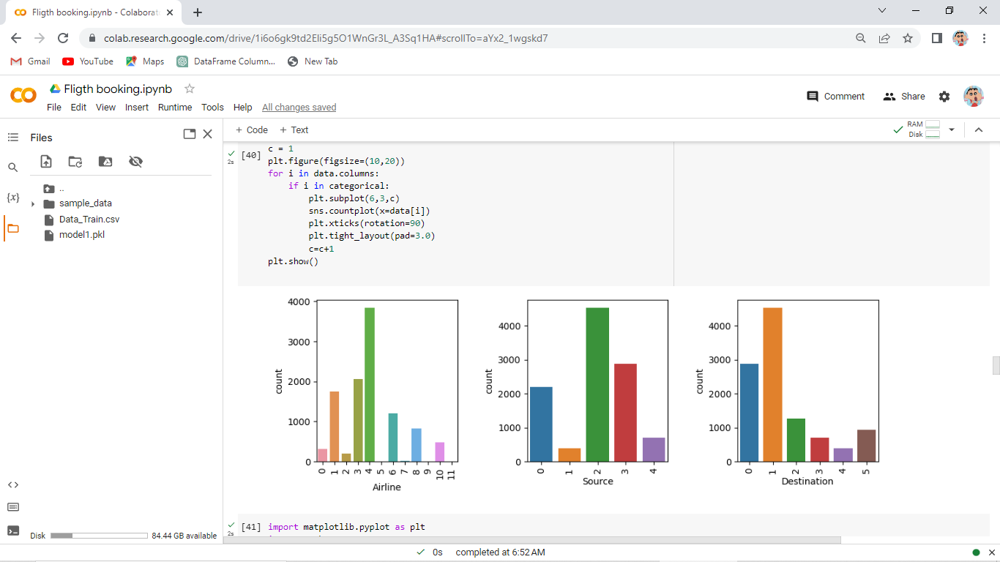 Fligth booking.ipynb - Colaborat
colab.research.google.com/drive/1i6o6gk9td2Eli5g5O1WnGr3L_A3Sq1HA#scrollTo=aYx2_1wgskd7
Gmail YouTube Maps DataFrame Column... New Tab
Fligth booking.ipynb
Comment Share
File Edit View Insert Runtime Tools Help All changes saved
Files
+ Code + Text
RAM
Disk
..
sample_data
Data_Train.csv
model1.pkl
{x}
Disk 84.44 GB available
[40]
2s
c = 1
plt.figure(figsize=(10,20))
for i in data.columns:
if i in categorical:
plt.subplot(6,3,c)
sns.countplot(x=data[i])
plt.xticks(rotation=90)
plt.tight_layout(pad=3.0)
c=c+1
plt.show()
4000
3000
2000
1000
0
count
0 1 2 3 4 5 6 7 8 9 10 11
Airline
4000
3000
2000
1000
0
count
0 1 2 3 4
Source
4000
3000
2000
1000
0
count
0 1 2 3 4 5
Destination
[41] import matplotlib.pyplot as plt
2s
0s completed at 6:52 AM